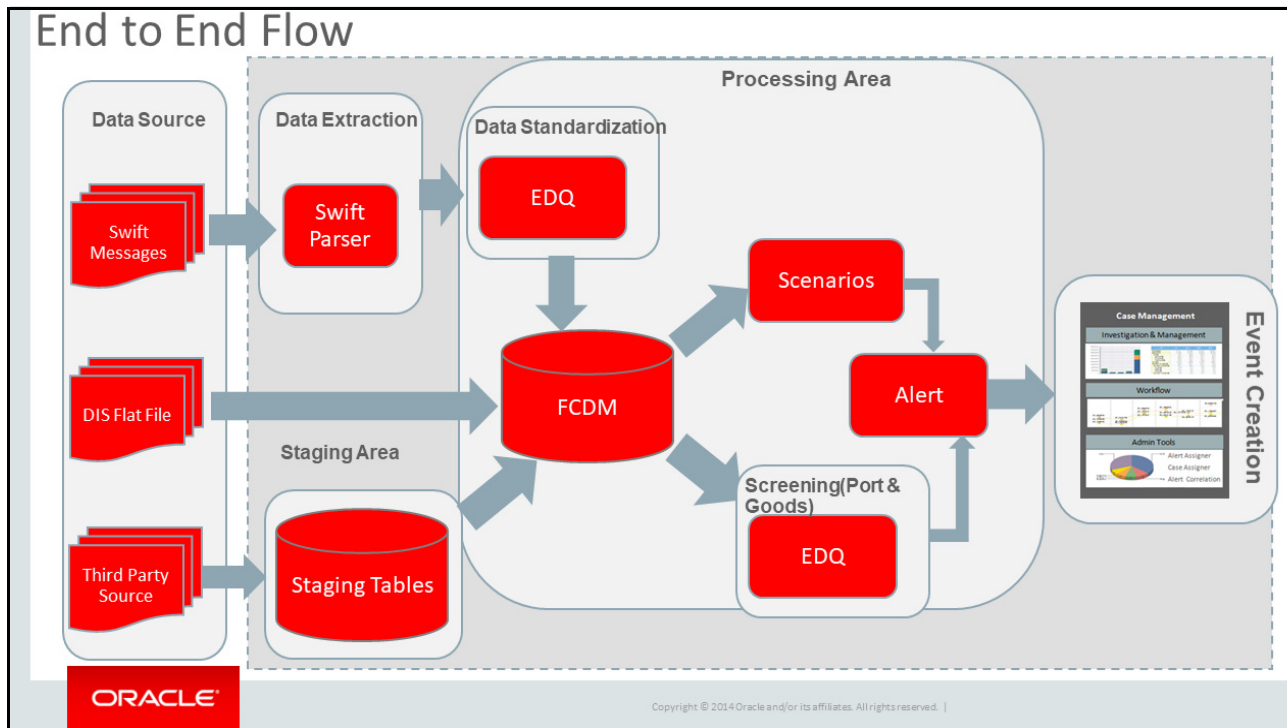 End to End Flow
Data Source
Swift
Messages
DIS Flat File
Third Party
Source
Data Extraction
Swift
Parser
Staging Area
Staging Tables
Processing Area
Data Standardization
EDQ
FCDM
Scenarios
Alert
Screening(Port &
Goods)
EDQ
Case Management
Investigation & Management
Workflow
Admin Tools
Alert Assigner
Case Assigner
Alert Correlation
Event Creation
ORACLE®
Copyright © 2014 Oracle and/or its affiliates. All rights reserved. |